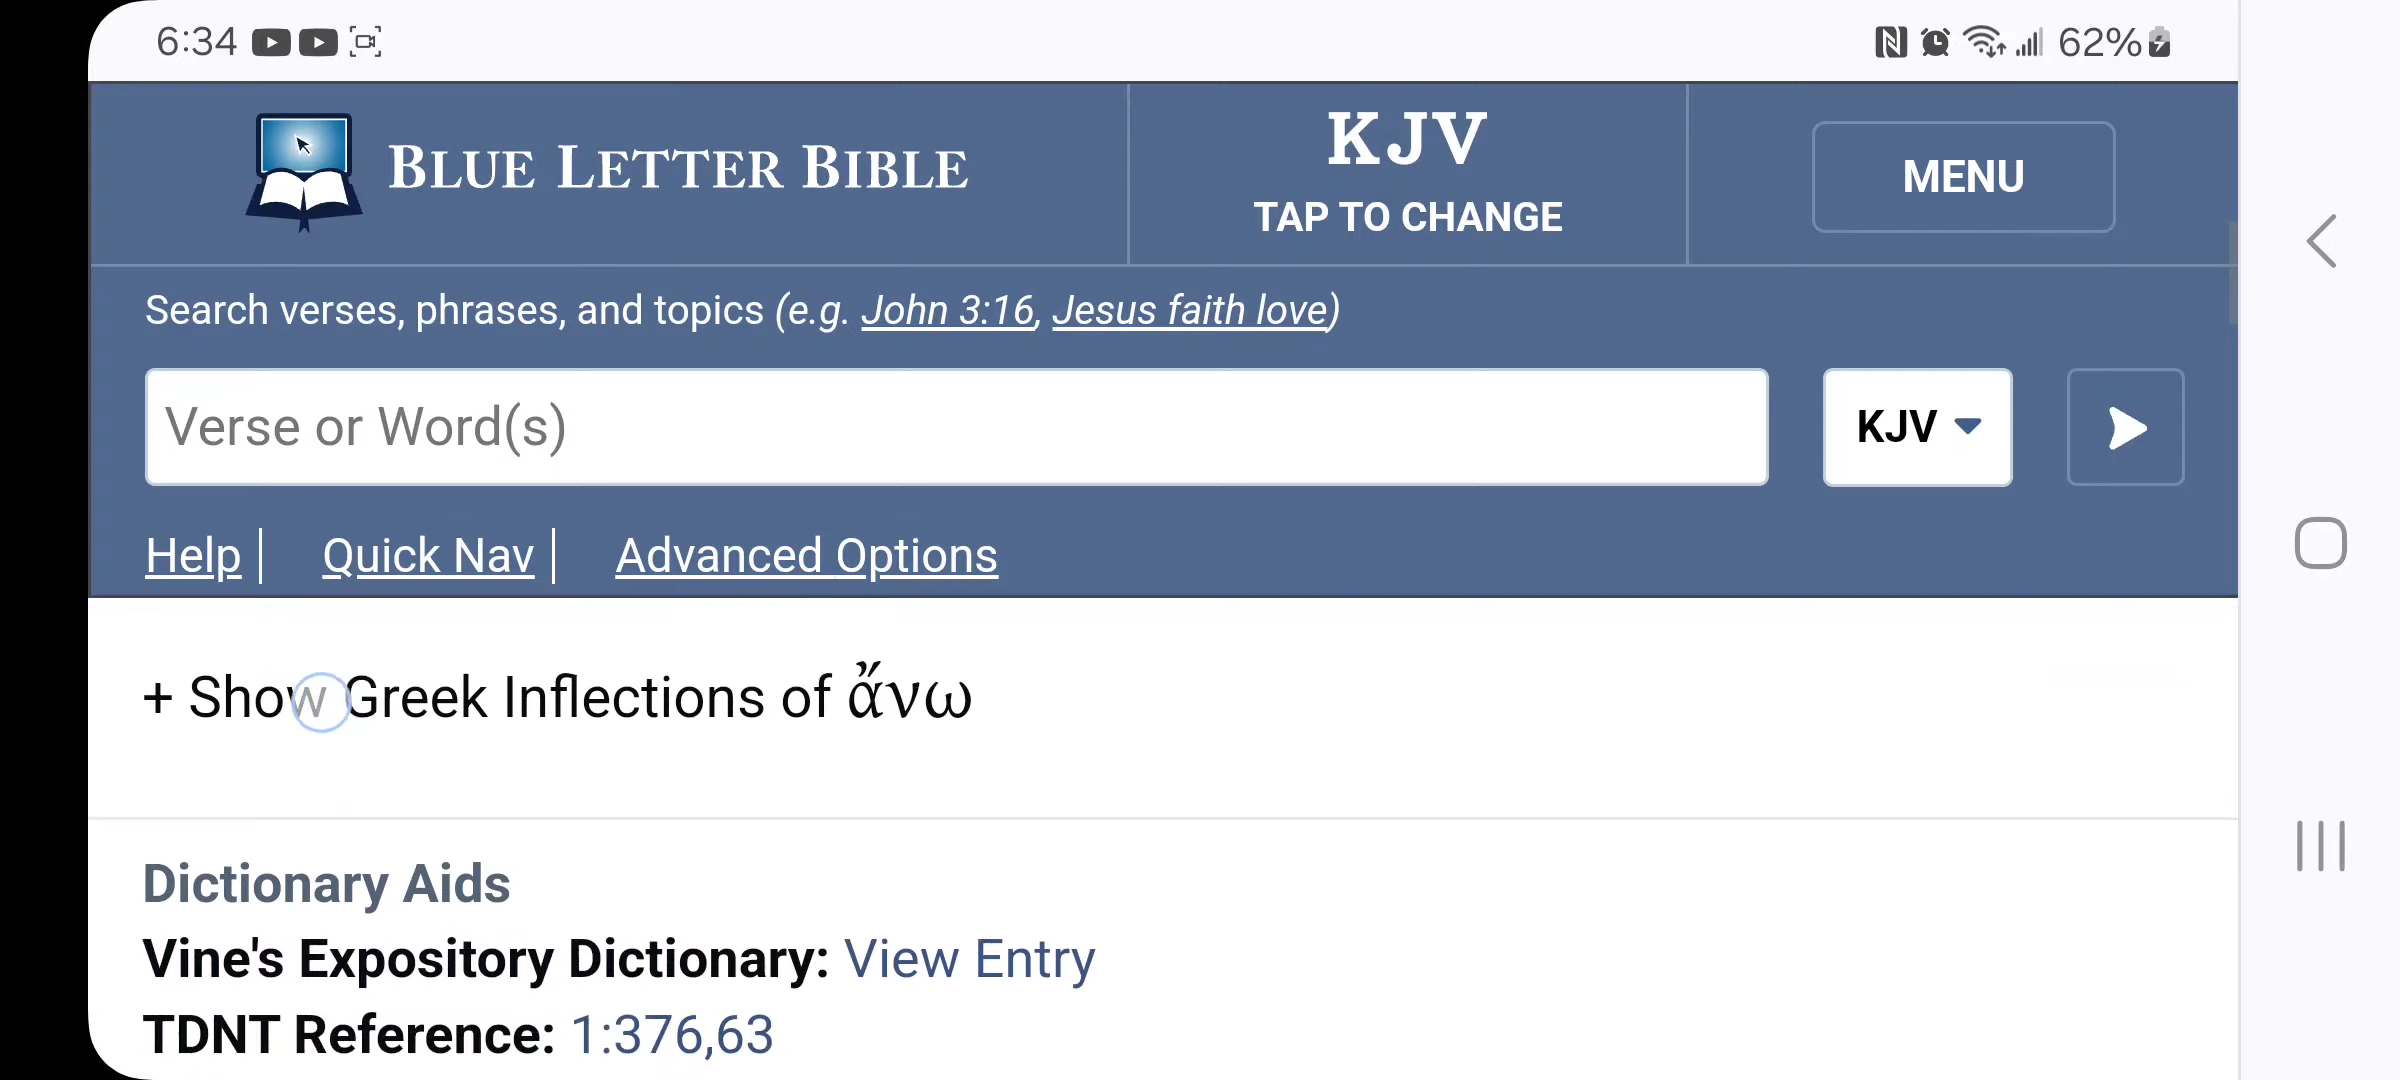 6:34 62%
BLUE LETTER BIBLE
KJV
TAP TO CHANGE
MENU
Search verses, phrases, and topics (e.g. John 3:16, Jesus faith love)
Verse or Word(s)
KJV
Help | Quick Nav | Advanced Options
+ Show Greek Inflections of ἄνω
Dictionary Aids
Vine's Expository Dictionary: View Entry
TDNT Reference: 1:376,63